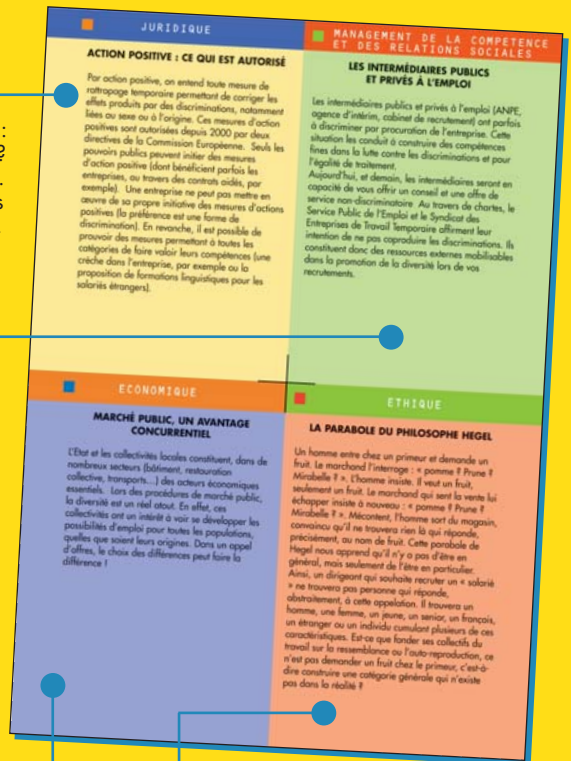 JURIDIQUE
ACTION POSITIVE : CE QUI EST AUTORISÉ
Par action positive, on entend toute mesure de
rattrapage temporaire permettant de corriger les
effets produits par des discriminations, notamment
liées au sexe ou à l'origine. Ces mesures d'action
positives sont autorisées depuis 2000 par deux
directives de la Commission Européenne. Seuls les
pouvoirs publics peuvent initier des mesures
d'action positive (dont bénéficient parfois les
entreprises, au travers des contrats aidés, par
exemple). Une entreprise ne peut pas mettre en
œuvre de sa propre initiative des mesures d'actions
positives (la préférence est une forme de
discrimination). En revanche, il est possible de
prouvoir des mesures permettant à toutes les
catégories de faire valoir leurs compétences (une
crèche dans l'entreprise, par exemple ou la
proposition de formations linguistiques pour les
salariés étrangers).
MANAGEMENT DE LA COMPETENCE
ET DES RELATIONS SOCIALES
LES INTERMÉDIAIRES PUBLICS
ET PRIVÉS À L'EMPLOI
Les intermédiaires publics et privés à l'emploi (ANPE,
agence d'intérim, cabinet de recrutement) ont parfois
à discriminer par procuration de l'entreprise. Cette
situation les conduit à construire des compétences
fines dans la lutte contre les discriminations et pour
l'égalité de traitement.
Aujourd'hui, et demain, les intermédiaires seront en
capacité de vous offrir un conseil et une offre de
service non-discriminatoire Au travers de chartes, le
Service Public de l'Emploi et le Syndicat des
Entreprises de Travail Temporaire affirment leur
intention de ne pas coproduire les discriminations. Ils
constituent donc des ressources externes mobilisables
dans la promotion de la diversité lors de vos
recrutements.
ECONOMIQUE
MARCHÉ PUBLIC, UN AVANTAGE
CONCURRENTIEL
L'Etat et les collectivités locales constituent, dans de
nombreux secteurs (bâtiment, restauration
collective, transports...) des acteurs économiques
essentiels. Lors des procédures de marché public,
la diversité est un réel atout. En effet, ces
collectivités ont un intérêt à voir se développer les
possibilités d'emploi pour toutes les populations,
quelles que soient leurs origines. Dans un appel
d'offres, le choix des différences peut faire la
différence !
ETHIQUE
LA PARABOLE DU PHILOSOPHE HEGEL
Un homme entre chez un primeur et demande un
fruit. Le marchand l'interroge : « pomme ? Prune ?
Mirabelle ? ». L'homme insiste. Il veut un fruit,
seulement un fruit. Le marchand qui sent la vente lui
échapper insiste à nouveau : « pomme ? Prune ?
Mirabelle ? ». Mécontent, l'homme sort du magasin,
convaincu qu'il ne trouvera rien là qui réponde,
précisément, au nom de fruit. Cette parabole de
Hegel nous apprend qu'il n'y a pas d'être en
général, mais seulement de l'être en particulier.
Ainsi, un dirigeant qui souhaite recruter un « salarié
» ne trouvera pas personne qui réponde,
abstraitement, à cette appelation. Il trouvera un
homme, une femme, un jeune, un senior, un français,
un étranger ou un individu cumulant plusieurs de ces
caractéristiques. Est-ce que fonder ses collectifs du
travail sur la ressemblance ou l'auto-reproduction, ce
n'est pas demander un fruit chez le primeur, c'est-à-
dire construire une catégorie générale qui n'existe
pas dans la réalité ?